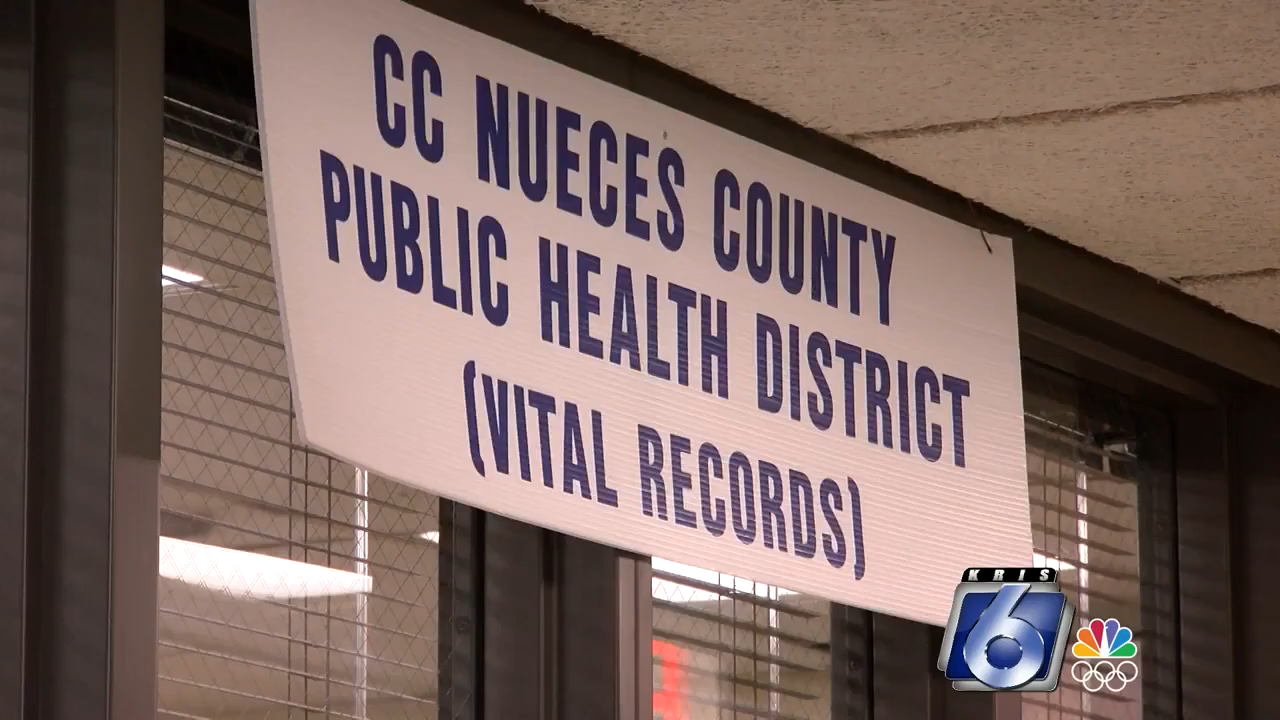 CC NUECES COUNTY
PUBLIC HEALTH DISTRICT
(VITAL RECORDS)
KRIS
6